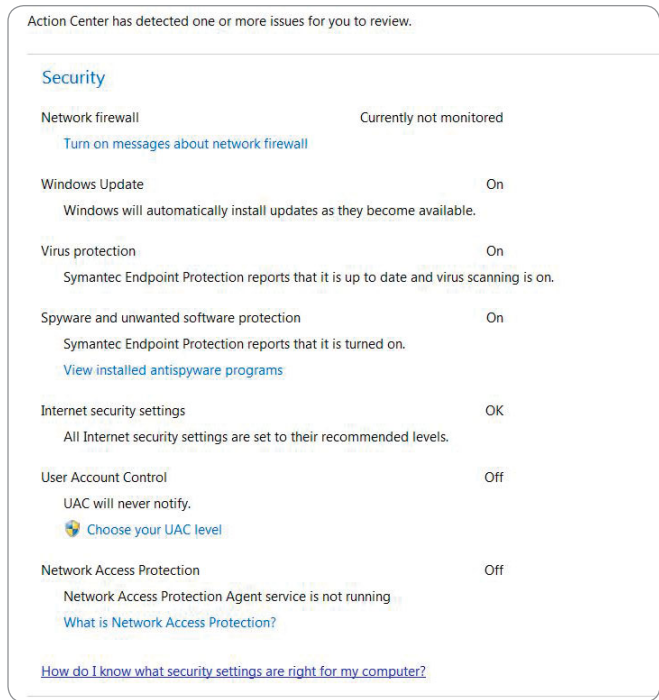 Action Center has detected one or more issues for you to review.
Security
Network firewall Currently not monitored
Turn on messages about network firewall
Windows Update On
Windows will automatically install updates as they become available.
Virus protection On
Symantec Endpoint Protection reports that it is up to date and virus scanning is on.
Spyware and unwanted software protection On
Symantec Endpoint Protection reports that it is turned on.
View installed antispyware programs
Internet security settings OK
All Internet security settings are set to their recommended levels.
User Account Control Off
UAC will never notify.
Choose your UAC level
Network Access Protection Off
Network Access Protection Agent service is not running
What is Network Access Protection?
How do I know what security settings are right for my computer?